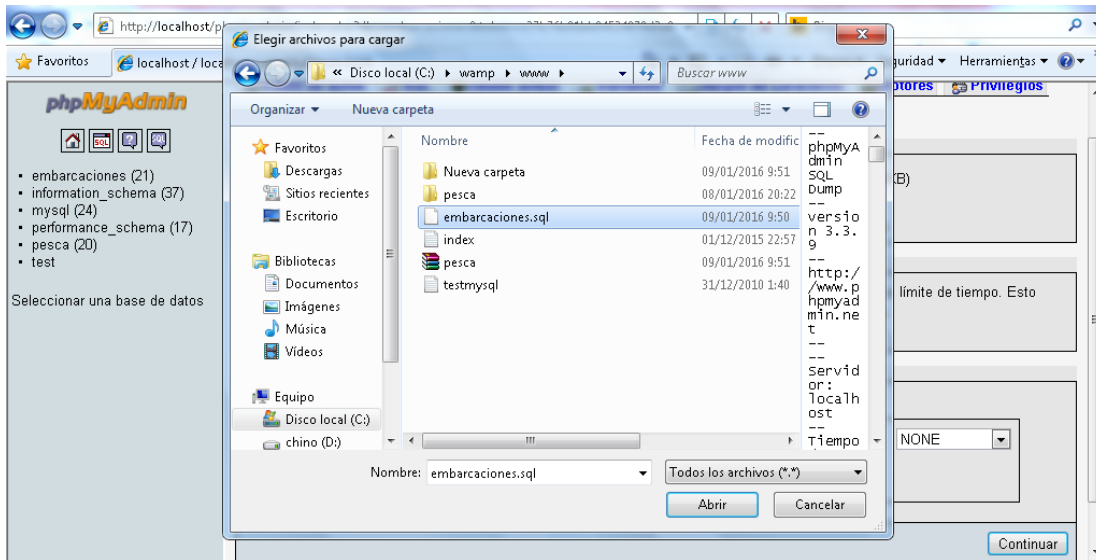 http://localhost/p
Elegir archivos para cargar
Favoritos
localhost / loca
Disco local (C:) wamp www
Buscar www
guridad
Herramientas
phpMyAdmin
Organizar
Nueva carpeta
Privilegios
embarcaciones (21)
information_schema (37)
mysql (24)
performance_schema (17)
pesca (20)
test
Seleccionar una base de datos
Favoritos
Descargas
Sitios recientes
Escritorio
Bibliotecas
Documentos
Imágenes
Música
Vídeos
Equipo
Disco local (C:)
chino (D:)
Nombre Fecha de modific
Nueva carpeta 09/01/2016 9:51
pesca 08/01/2016 20:22
embarcaciones.sql 09/01/2016 9:50
index 01/12/2015 22:57
pesca 09/01/2016 9:51
testmysql 31/12/2010 1:40
--
phpMyA
dmin
SQL
Dump
--
versio
n 3.3.
9
--
http:/
/www.p
hpmyad
min.ne
t
--
--
Servid
or:
localh
ost
--
Tiempo
KB)
límite de tiempo. Esto
NONE
Nombre: embarcaciones.sql
Todos los archivos (*.*)
Abrir
Cancelar
Continuar